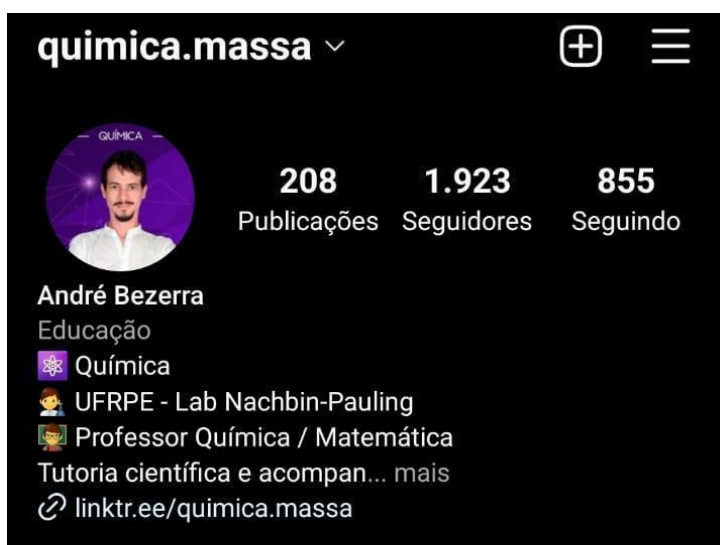 quimica.massa
QUÍMICA
208 1.923 855
Publicações Seguidores Seguindo
André Bezerra
Educação
Química
UFRPE - Lab Nachbin-Pauling
Professor Química / Matemática
Tutoria científica e acompan... mais
linktr.ee/quimica.massa